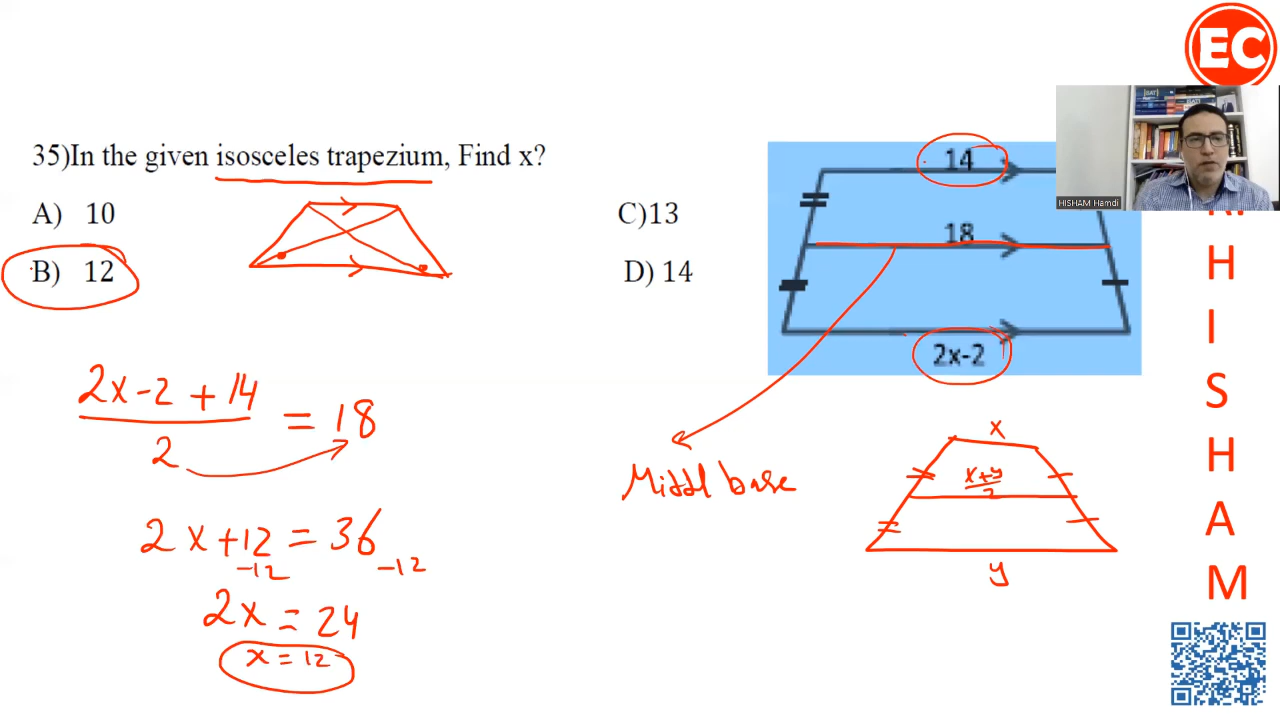 EC
35)In the given isosceles trapezium, Find x?
A) 10
B) 12
C)13
D) 14
14
18
2x-2
HISHAM Hamdi
2x-2+14
2
=18
2x+12=36
-12 -12
2x=24
x=12
Middl base
x
x+y
2
y
H
I
S
H
A
M